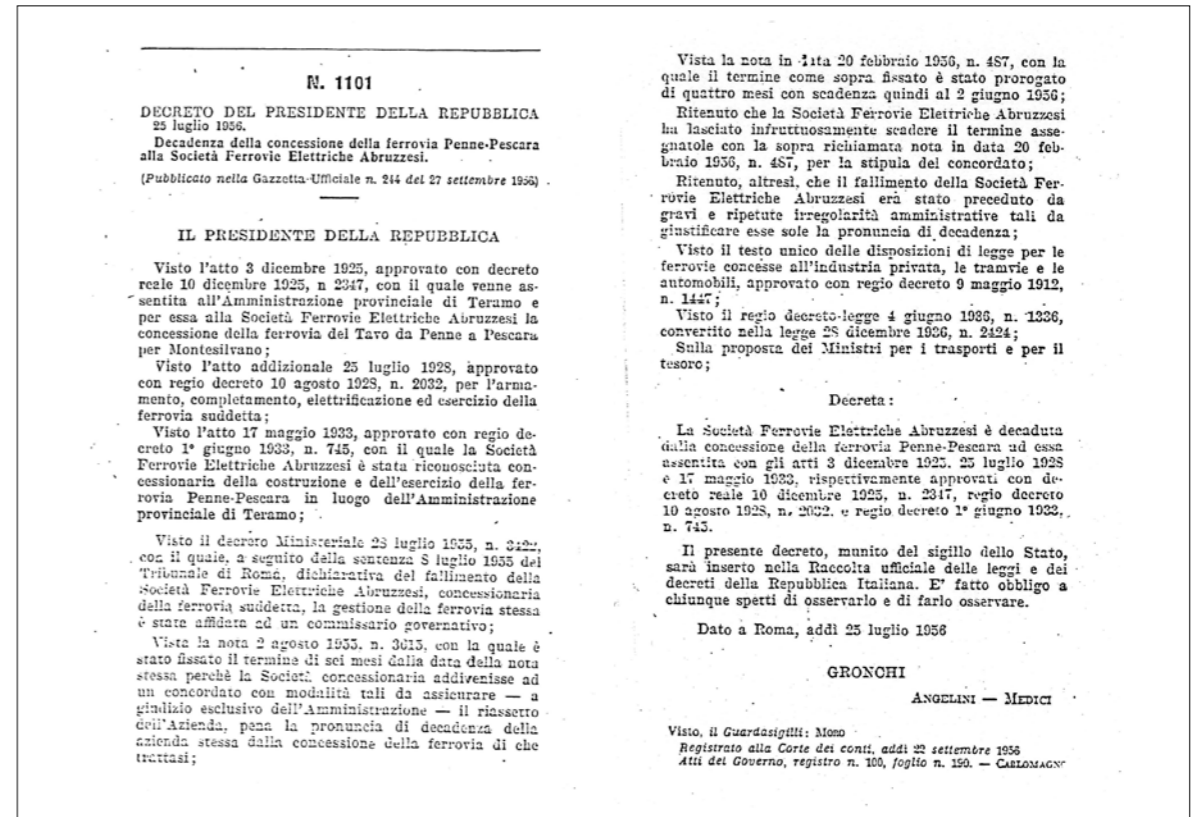 N. 1101
DECRETO DEL PRESIDENTE DELLA REPUBBLICA
25 luglio 1956.
Decadenza della concessione della ferrovia Penne-Pescara
alla Società Ferrovie Elettriche Abruzzesi.
(Pubblicato nella Gazzetta Ufficiale n. 244 del 27 settembre 1956)
IL PRESIDENTE DELLA REPUBBLICA
Visto l'atto 3 dicembre 1925, approvato con decreto
reale 10 dicembre 1925, n 2347, con il quale venne as-
sentita all'Amministrazione provinciale di Teramo e
per essa alla Società Ferrovie Elettriche Abruzzesi la
concessione della ferrovia del Tavo da Penne a Pescara
per Montesilvano;
Visto l'atto addizionale 25 luglio 1928, approvato
con regio decreto 10 agosto 1928, n. 2032, per l'arma-
mento, completamento, elettrificazione ed esercizio della
ferrovia suddetta;
Visto l'atto 17 maggio 1933, approvato con regio de-
creto 1° giugno 1933, n. 745, con il quale la Società
Ferrovie Elettriche Abruzzesi è stata riconosciuta con-
cessionaria della costruzione e dell'esercizio della fer-
rovia Penne-Pescara in luogo dell'Amministrazione
provinciale di Teramo;
Visto il decreto Ministeriale 28 luglio 1955, n.
con il quale, a seguito della sentenza 8 luglio 1955 del
Tribunale di Roma, dichiarativa del fallimento della
Società Ferrovie Elettriche Abruzzesi, concessionaria
della ferrovia suddetta, la gestione della ferrovia stessa
è stata affidata ad un commissario governativo;
Vista la nota 2 agosto 1955, n. 3615, con la quale è
stato fissato il termine di sei mesi dalla data della nota
stessa perchè la Società concessionaria addivenisse ad
un concordato con modalità tali da assicurare — a
giudizio esclusivo dell'Amministrazione — il riassetto
dell'Azienda, pena la pronuncia di decadenza della
azienda stessa dalla concessione della ferrovia di che
trattasi;
Vista la nota in data 20 febbraio 1956, n. 487, con la
quale il termine come sopra fissato è stato prorogato
di quattro mesi con scadenza quindi al 2 giugno 1956;
Ritenuto che la Società Ferrovie Elettriche Abruzzesi
ha lasciato infruttuosamente scadere il termine asse-
gnatole con la sopra richiamata nota in data 20 feb-
braio 1956, n. 487, per la stipula del concordato;
Ritenuto, altresì, che il fallimento della Società Fer-
rovie Elettriche Abruzzesi era stato preceduto da
gravi e ripetute irregolarità amministrative tali da
giustificare esse sole la pronuncia di decadenza;
Visto il testo unico delle disposizioni di legge per le
ferrovie concesse all'industria privata, le tramvie e le
automobili, approvato con regio decreto 9 maggio 1912,
n. 1447;
Visto il regio decreto-legge 4 giugno 1936, n. 1336,
convertito nella legge 28 dicembre 1936, n. 2424;
Sulla proposta dei Ministri per i trasporti e per il
tesoro;
Decreta:
La Società Ferrovie Elettriche Abruzzesi è decaduta
dalla concessione della ferrovia Penne-Pescara ad essa
assentita con gli atti 3 dicembre 1925, 25 luglio 1928
e 17 maggio 1933, rispettivamente approvati con de-
creto reale 10 dicembre 1925, n. 2347, regio decreto
10 agosto 1928, n. 2032, e regio decreto 1° giugno 1933,
n. 745.
Il presente decreto, munito del sigillo dello Stato,
sarà inserto nella Raccolta ufficiale delle leggi e dei
decreti della Repubblica Italiana. E' fatto obbligo a
chiunque spetti di osservarlo e di farlo osservare.
Dato a Roma, addì 25 luglio 1956
GRONCHI
ANGELINI — MEDICI
Visto, il Guardasigilli: MORO
Registrato alla Corte dei conti, addì 22 settembre 1956
Atti del Governo, registro n. 100, foglio n. 190. — CARLOMAGNO